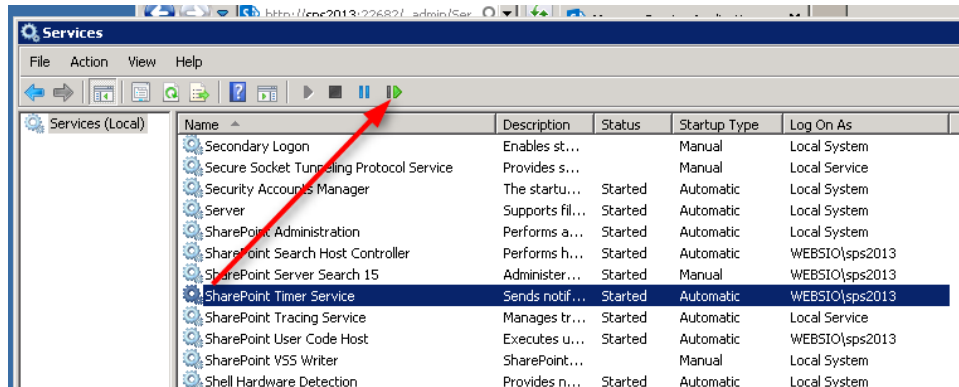 http://sps2013:22682/_admin/Ser
Services
File Action View Help
Services (Local)
Name Description Status Startup Type Log On As
Secondary Logon Enables st... Manual Local System
Secure Socket Tunneling Protocol Service Provides s... Manual Local Service
Security Accounts Manager The startu... Started Automatic Local System
Server Supports fil... Started Automatic Local System
SharePoint Administration Performs a... Started Automatic Local System
SharePoint Search Host Controller Performs h... Started Automatic WEBSIO\sps2013
SharePoint Server Search 15 Administer... Started Manual WEBSIO\sps2013
SharePoint Timer Service Sends notif... Started Automatic WEBSIO\sps2013
SharePoint Tracing Service Manages tr... Started Automatic Local Service
SharePoint User Code Host Executes u... Started Automatic WEBSIO\sps2013
SharePoint VSS Writer SharePoint... Manual Local System
Shell Hardware Detection Provides n... Started Automatic Local System